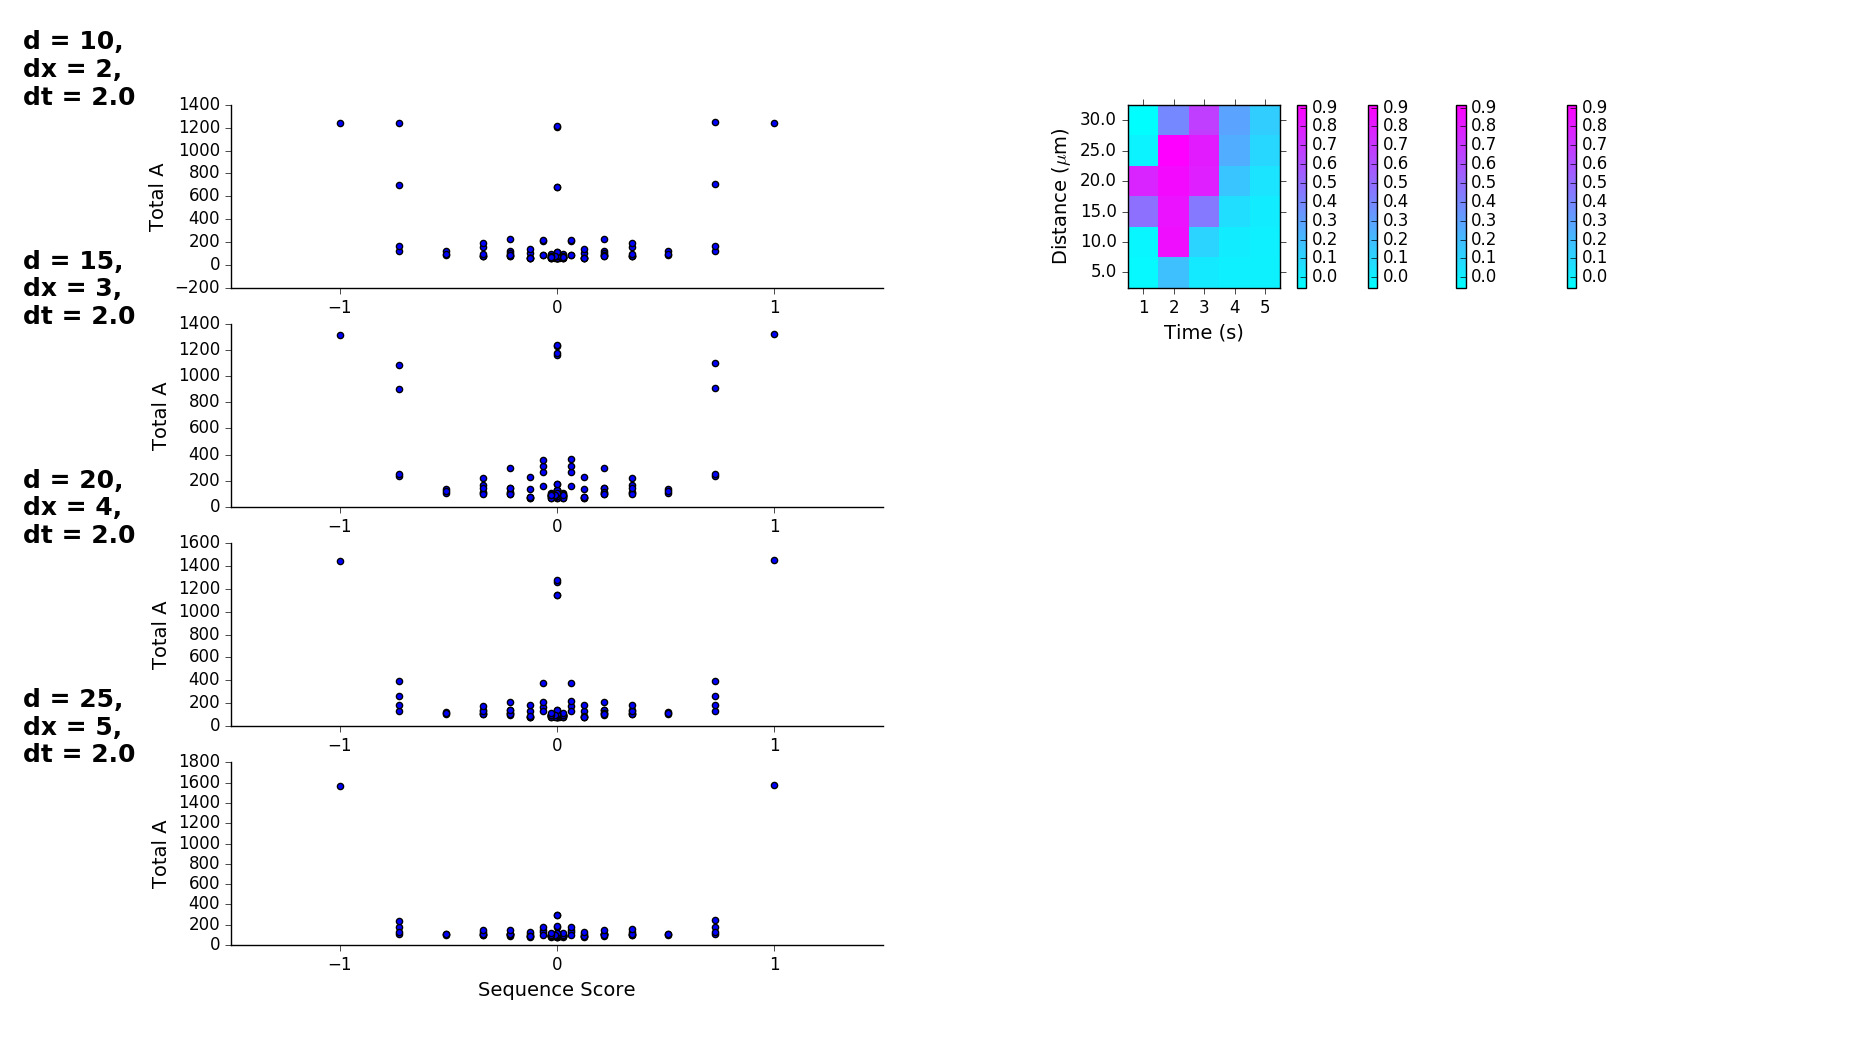 d = 10,
dx = 2,
dt = 2.0
1400
1200
1000
800
600
400
200
0
−200
Total A
−1 0 1
d = 15,
dx = 3,
dt = 2.0
1400
1200
1000
800
600
400
200
0
Total A
−1 0 1
d = 20,
dx = 4,
dt = 2.0
1600
1400
1200
1000
800
600
400
200
0
Total A
−1 0 1
d = 25,
dx = 5,
dt = 2.0
1800
1600
1400
1200
1000
800
600
400
200
0
Total A
−1 0 1
Sequence Score
Distance (μm)
30.0
25.0
20.0
15.0
10.0
5.0
1 2 3 4 5
Time (s)
0.9 0.9 0.9 0.9
0.8 0.8 0.8 0.8
0.7 0.7 0.7 0.7
0.6 0.6 0.6 0.6
0.5 0.5 0.5 0.5
0.4 0.4 0.4 0.4
0.3 0.3 0.3 0.3
0.2 0.2 0.2 0.2
0.1 0.1 0.1 0.1
0.0 0.0 0.0 0.0